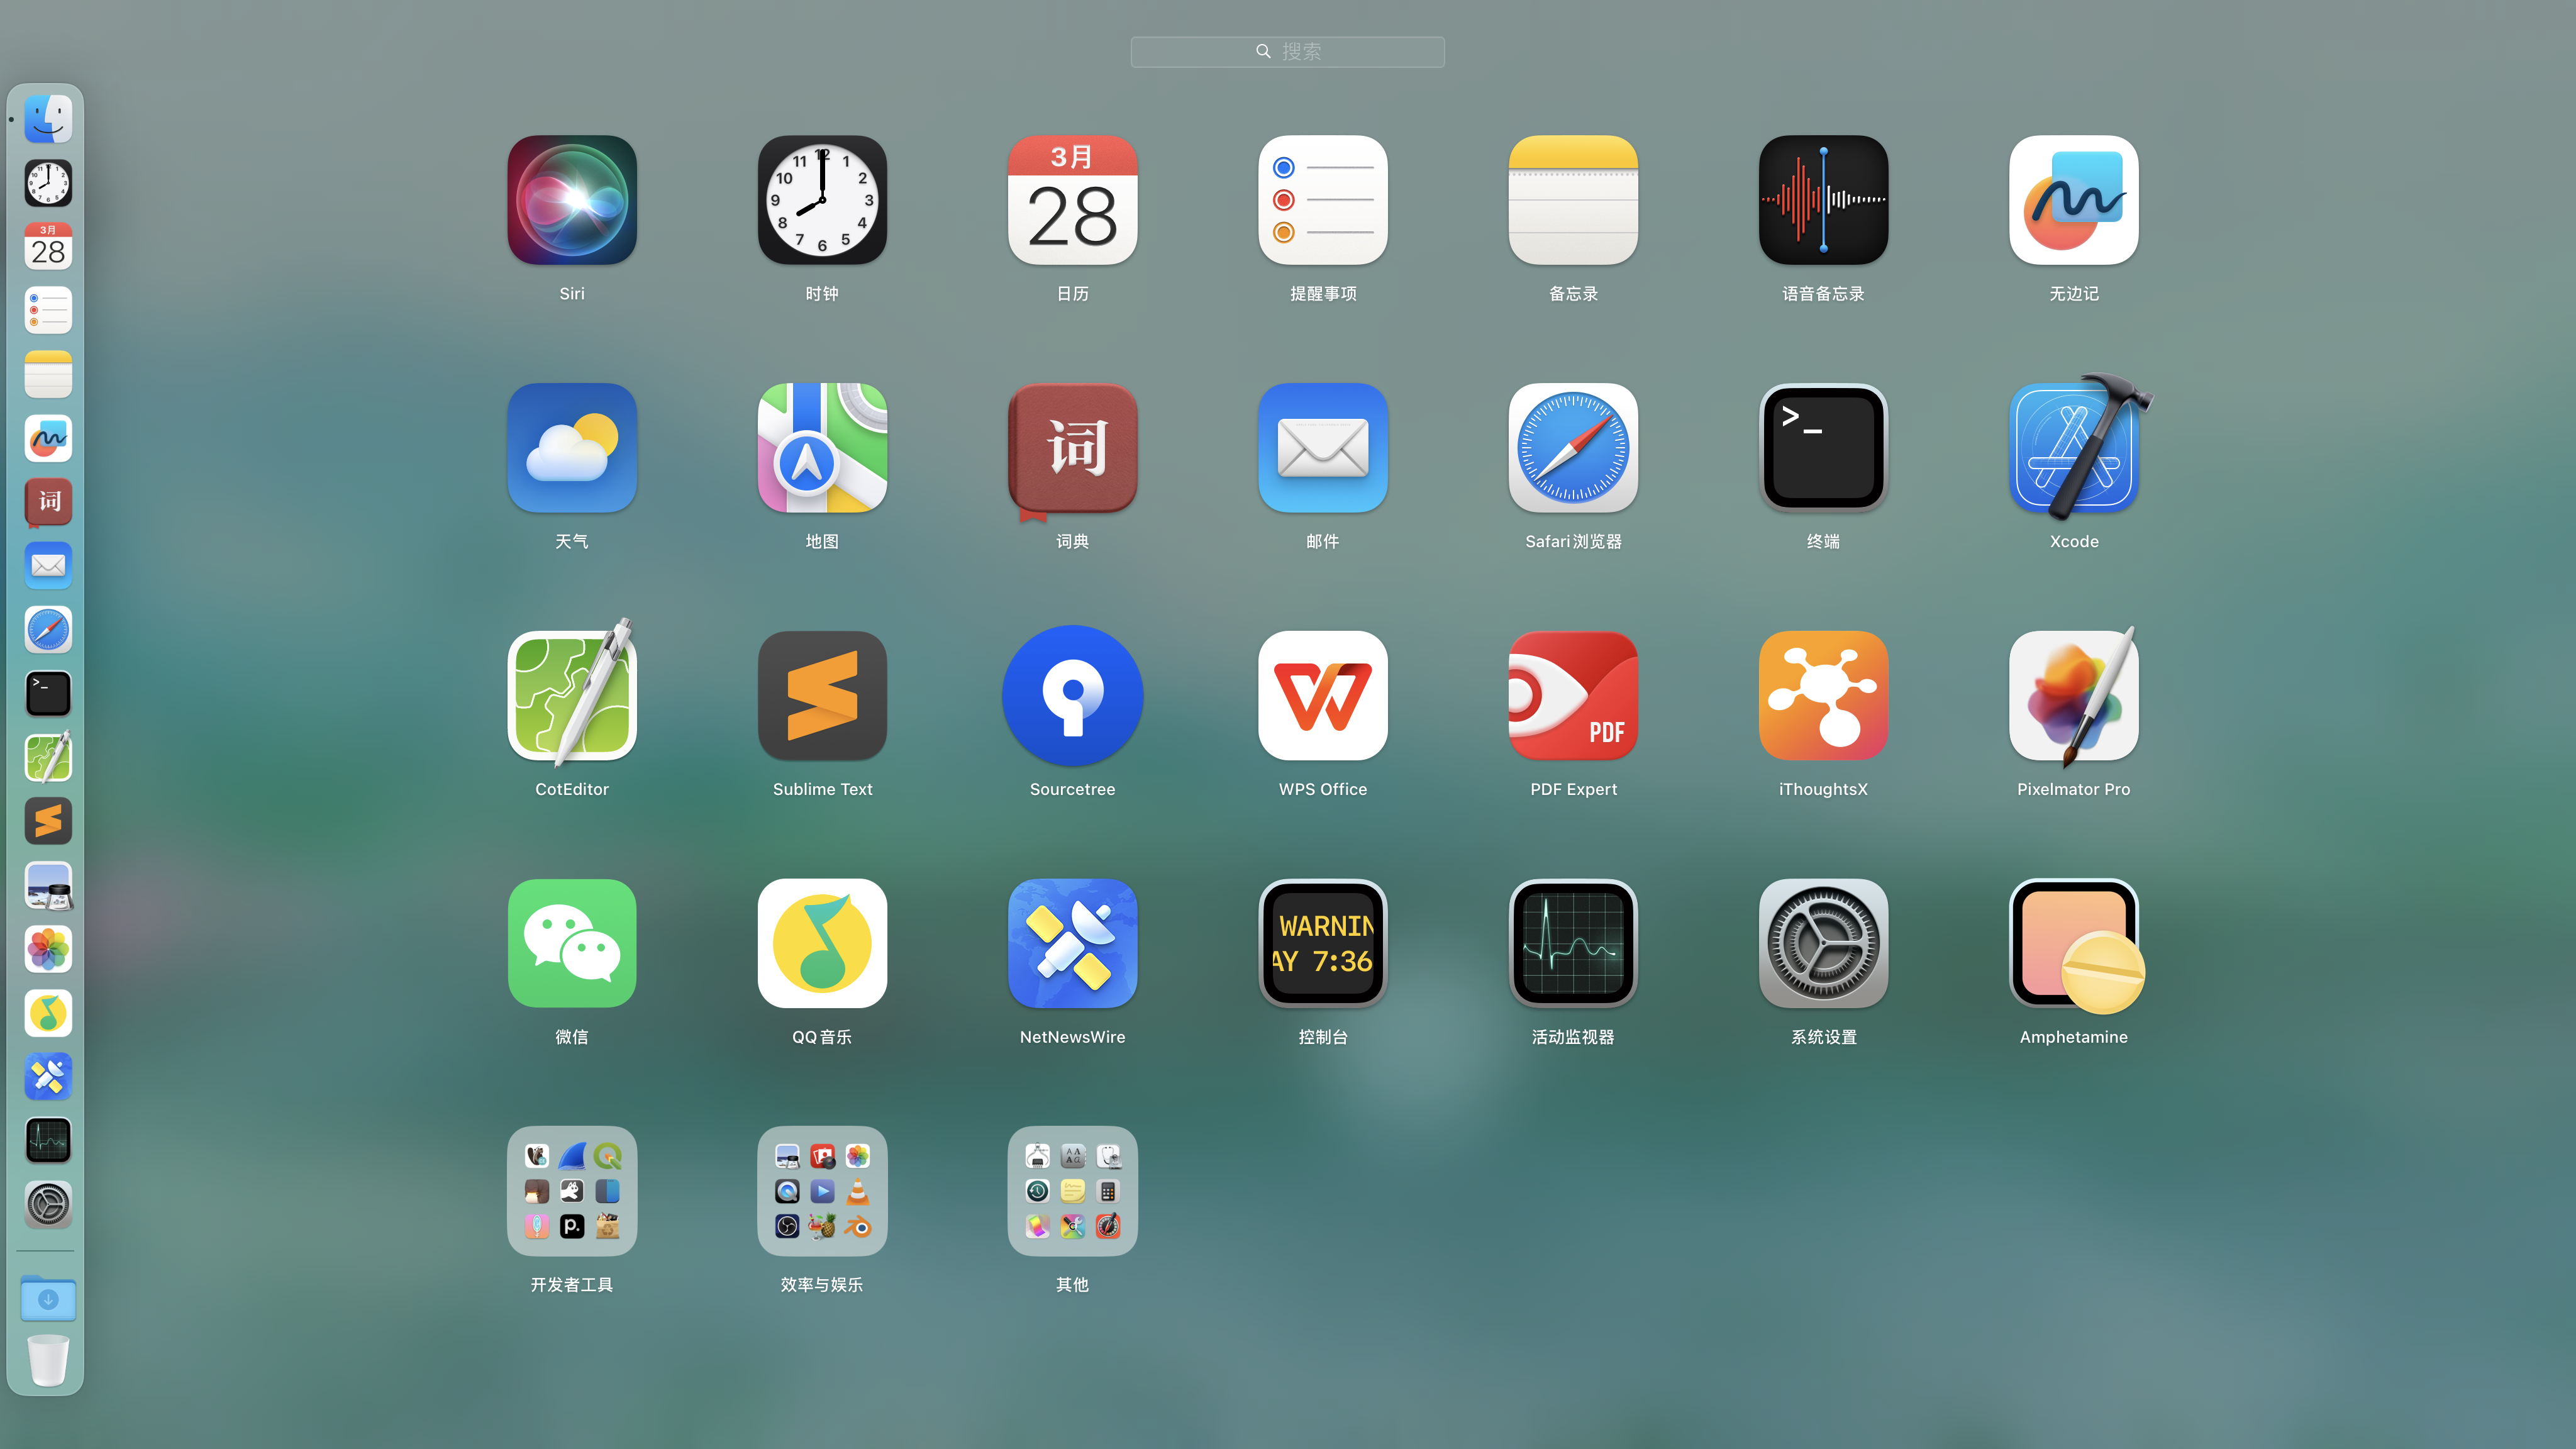 搜索
3月
28
Siri
时钟
日历
提醒事项
备忘录
语音备忘录
无边记
词
天气
地图
词典
邮件
Safari浏览器
终端
Xcode
PDF
CotEditor
Sublime Text
Sourcetree
WPS Office
PDF Expert
iThoughtsX
Pixelmator Pro
WARNIN
AY 7:36
微信
QQ音乐
NetNewsWire
控制台
活动监视器
系统设置
Amphetamine
开发者工具
效率与娱乐
其他
3月
28
词